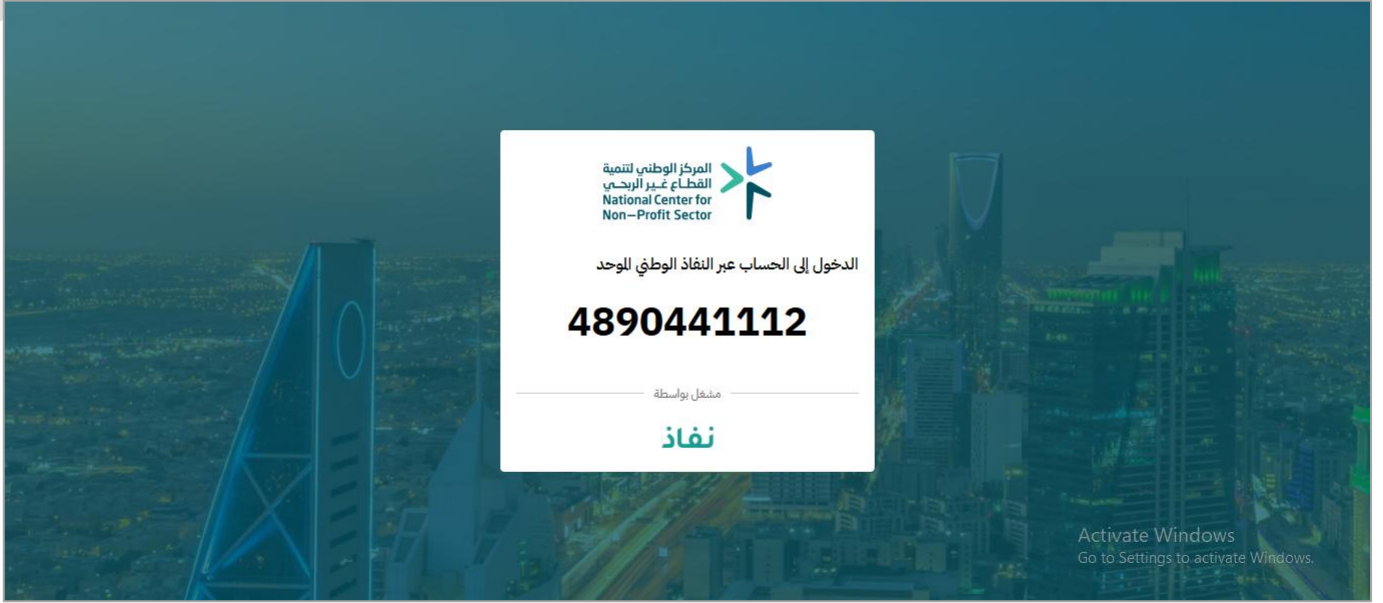 المركز الوطني لتنمية
القطاع غير الربحي
National Center for
Non-Profit Sector
الدخول إلى الحساب عبر النفاذ الوطني الموحد
4890441112
مشغل بواسطة
نفاذ
Activate Windows
Go to Settings to activate Windows.